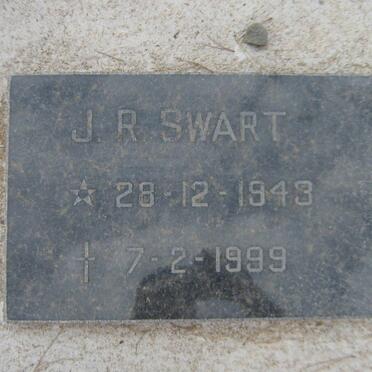 J. R. SWART
☆ 28-12-1943
† 7-2-1999